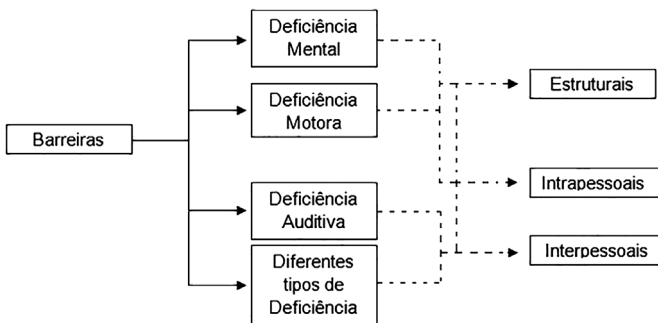 Barreiras
Deficiência
Mental
Deficiência
Motora
Deficiência
Auditiva
Diferentes
tipos de
Deficiência
Estruturais
Intrapessoais
Interpessoais